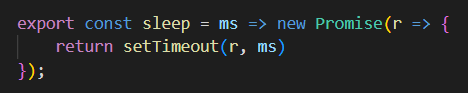 export const sleep = ms => new Promise(r => {
    return setTimeout(r, ms)
});